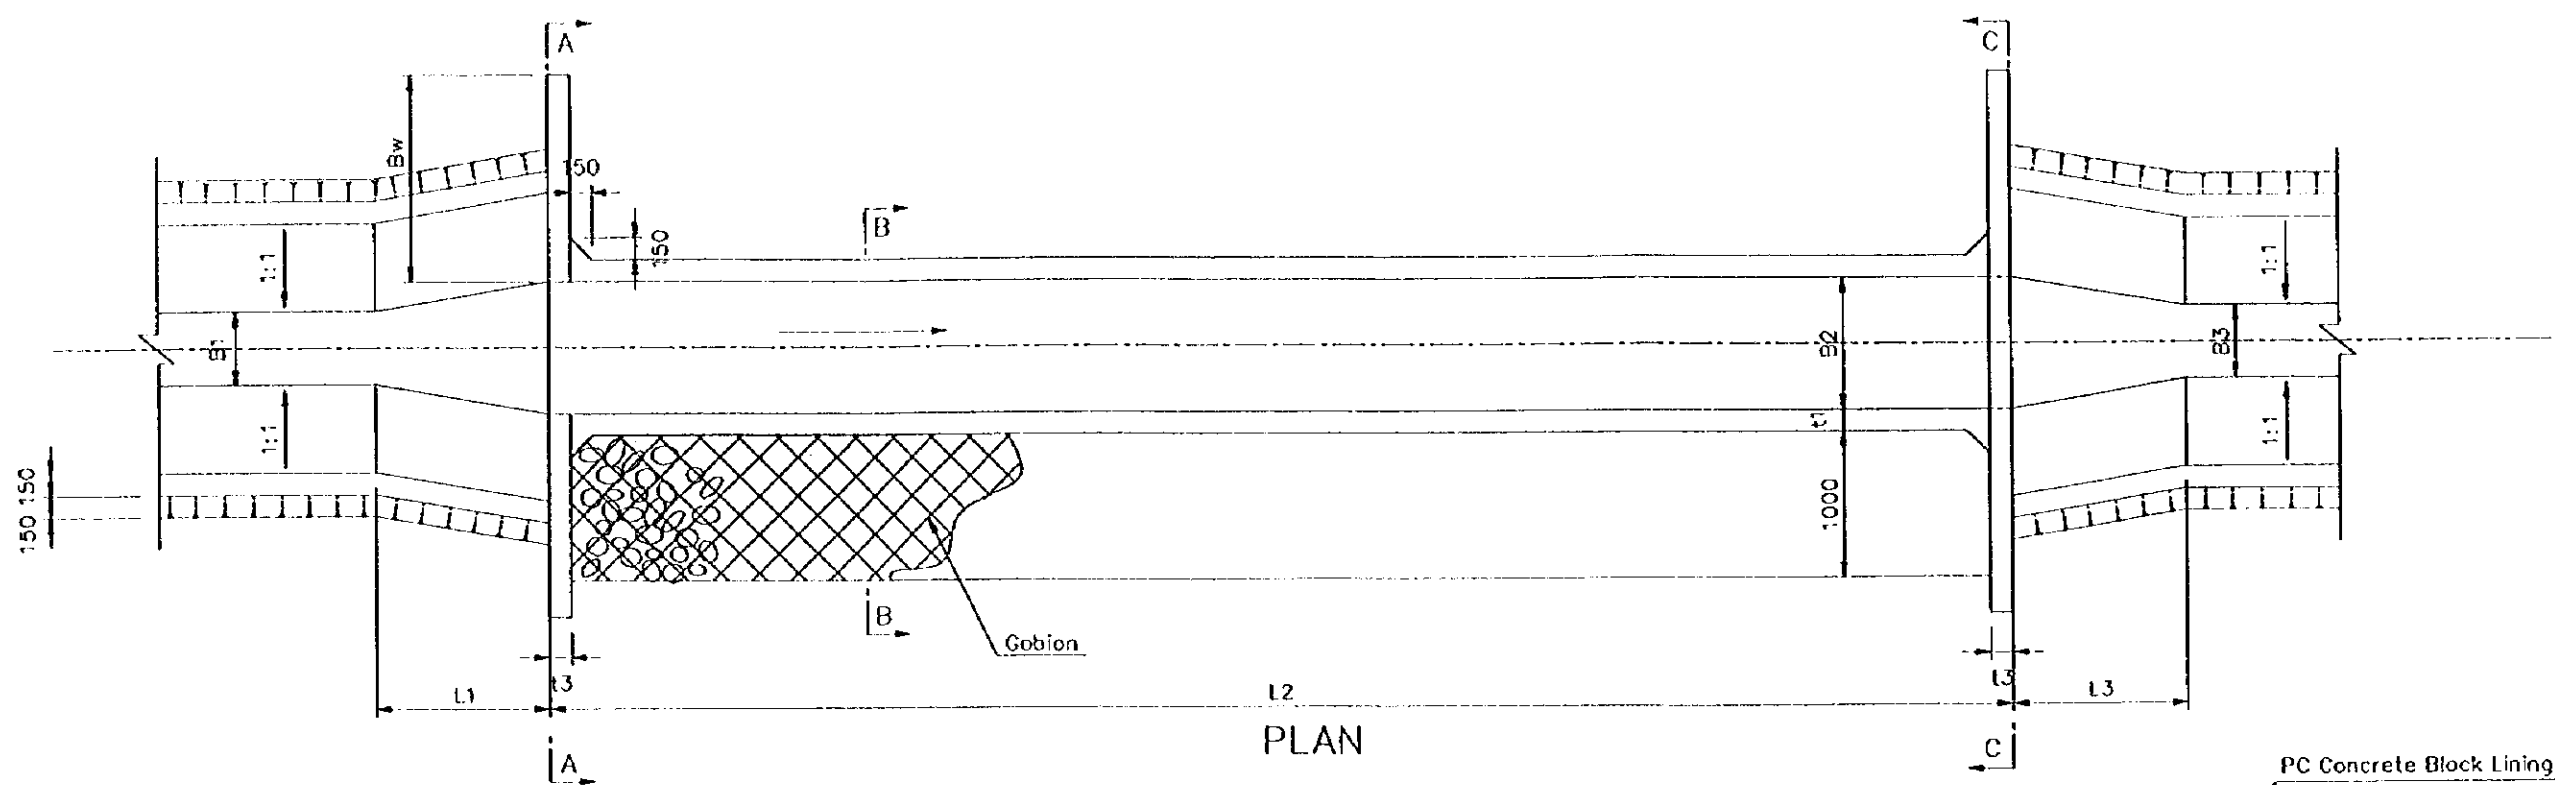 A
C
Bw
150
B
150
1:1
1:1
B1
B2
B3
1:1
t1
1:1
150 150
1000
B
Gobion
t3
t3
L1
L2
L3
PLAN
A
C
PC Concrete Block Lining